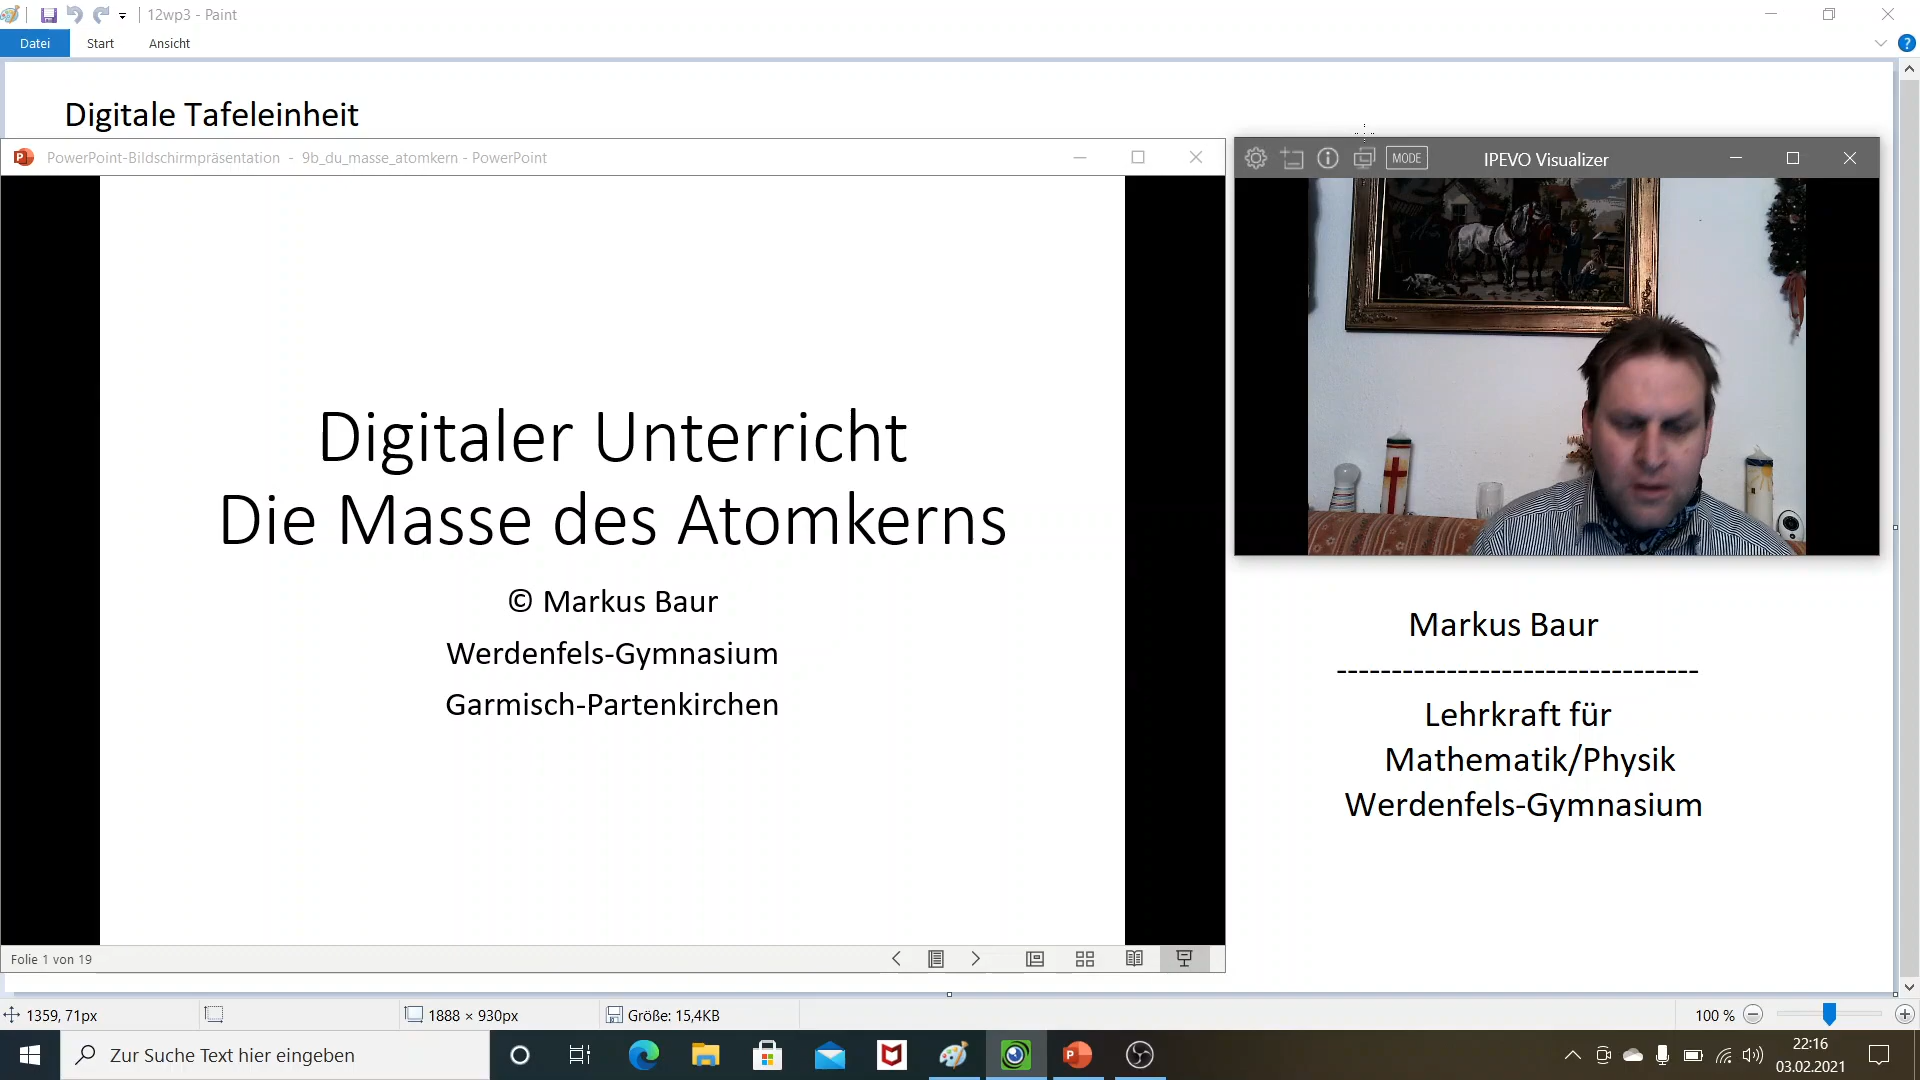 12wp3 - Paint
Datei Start Ansicht
Digitale Tafeleinheit
PowerPoint-Bildschirmpräsentation - 9b_du_masse_atomkern - PowerPoint
MODE IPEVO Visualizer
Digitaler Unterricht
Die Masse des Atomkerns
© Markus Baur
Werdenfels-Gymnasium
Garmisch-Partenkirchen
Markus Baur
---------------------------------
Lehrkraft für
Mathematik/Physik
Werdenfels-Gymnasium
Folie 1 von 19
1359, 71px 1888 × 930px Größe: 15,4KB 100 %
Zur Suche Text hier eingeben
22:16
03.02.2021